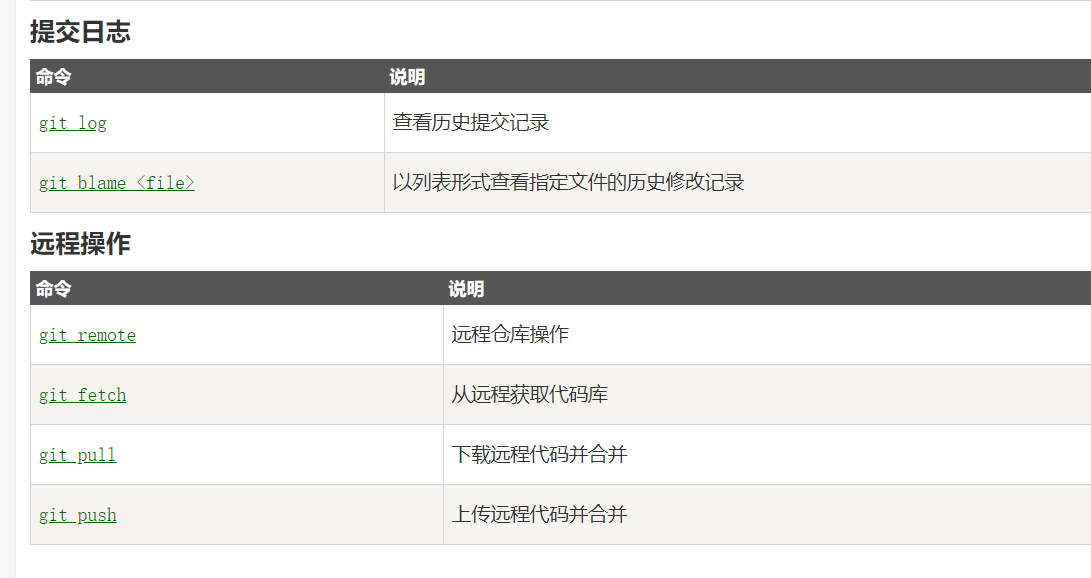 提交日志
命令 说明
git log 查看历史提交记录
git blame <file> 以列表形式查看指定文件的历史修改记录
远程操作
命令 说明
git remote 远程仓库操作
git fetch 从远程获取代码库
git pull 下载远程代码并合并
git push 上传远程代码并合并